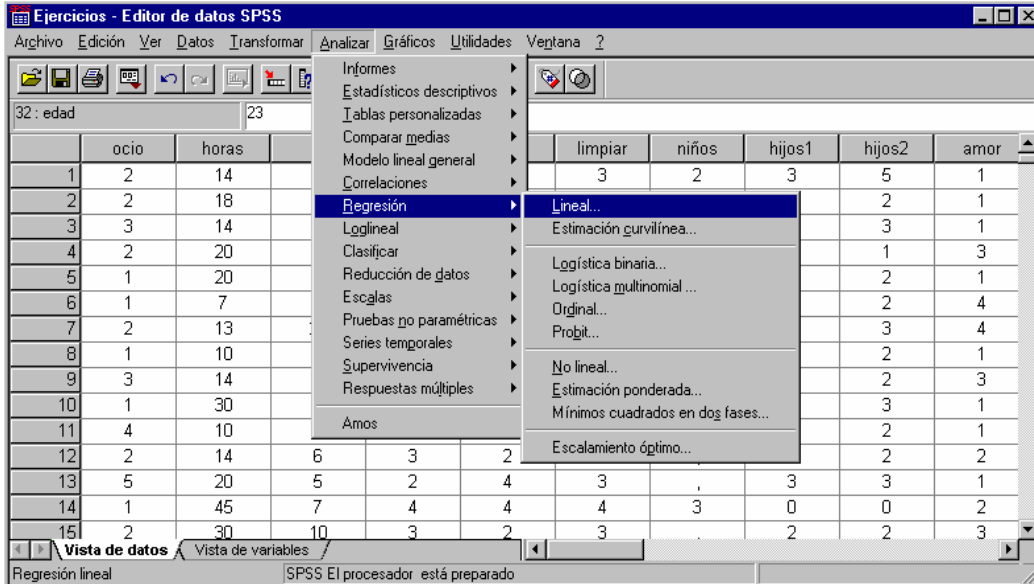 Ejercicios - Editor de datos SPSS
Archivo Edición Ver Datos Transformar Analizar Gráficos Utilidades Ventana ?
32 : edad 23
Informes
Estadísticos descriptivos
Tablas personalizadas
Comparar medias
Modelo lineal general
Correlaciones
Regresión
Loglineal
Clasificar
Reducción de datos
Escalas
Pruebas no paramétricas
Series temporales
Supervivencia
Respuestas múltiples
Amos
Lineal...
Estimación curvilínea...
Logística binaria...
Logística multinomial ...
Ordinal...
Probit...
No lineal...
Estimación ponderada...
Mínimos cuadrados en dos fases...
Escalamiento óptimo...
ocio horas limpiar niños hijos1 hijos2 amor
1 2 14 3 2 3 5 1
2 2 18 2 1
3 3 14 3 1
4 2 20 1 3
5 1 20 2 1
6 1 7 2 4
7 2 13 3 4
8 1 10 2 1
9 3 14 2 3
10 1 30 3 1
11 4 10 2 1
12 2 14 6 3 2 2 2
13 5 20 5 2 4 3 , 3 3 1
14 1 45 7 4 4 4 3 0 0 2
15 2 30 10 3 2 3 . 2 2 3
Vista de datos Vista de variables
Regresión lineal SPSS El procesador está preparado